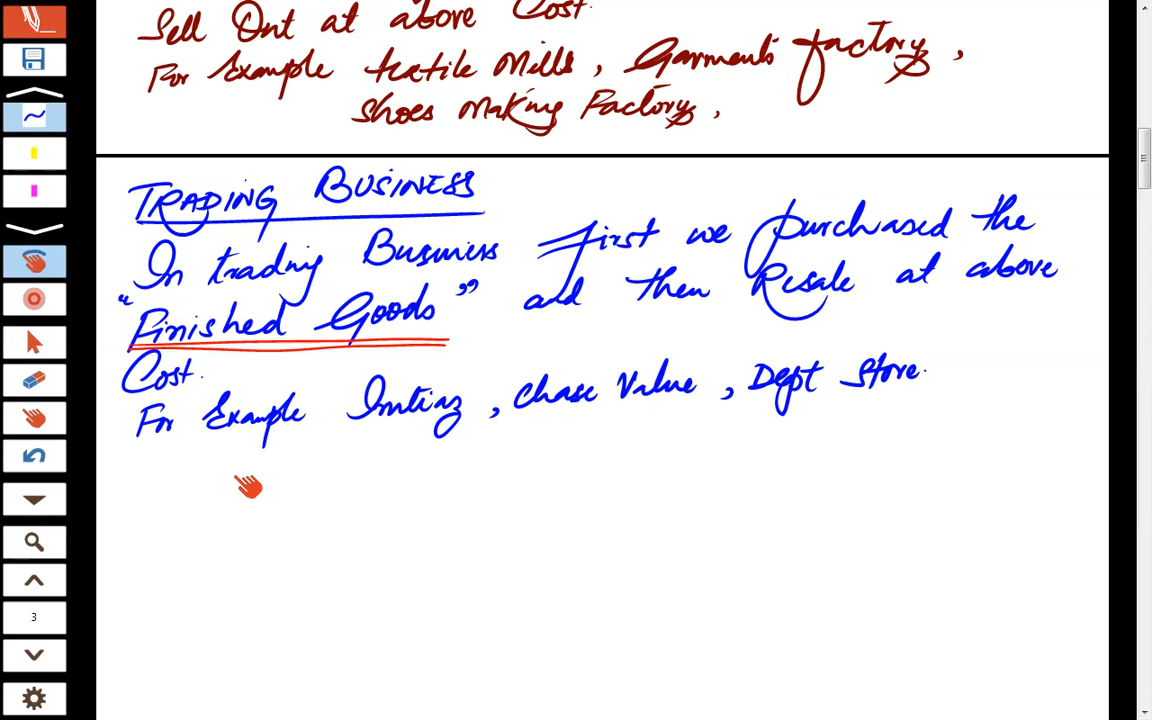 Sell Out at above Cost.
For Example textile Mills, Garments factory,
Shoes Making Factory,
TRADING BUSINESS
In trading Business first we purchased the
"Finished Goods" and then Resale at above
Cost.
For Example Imtiaz, Chase Value, Dept Store.
3